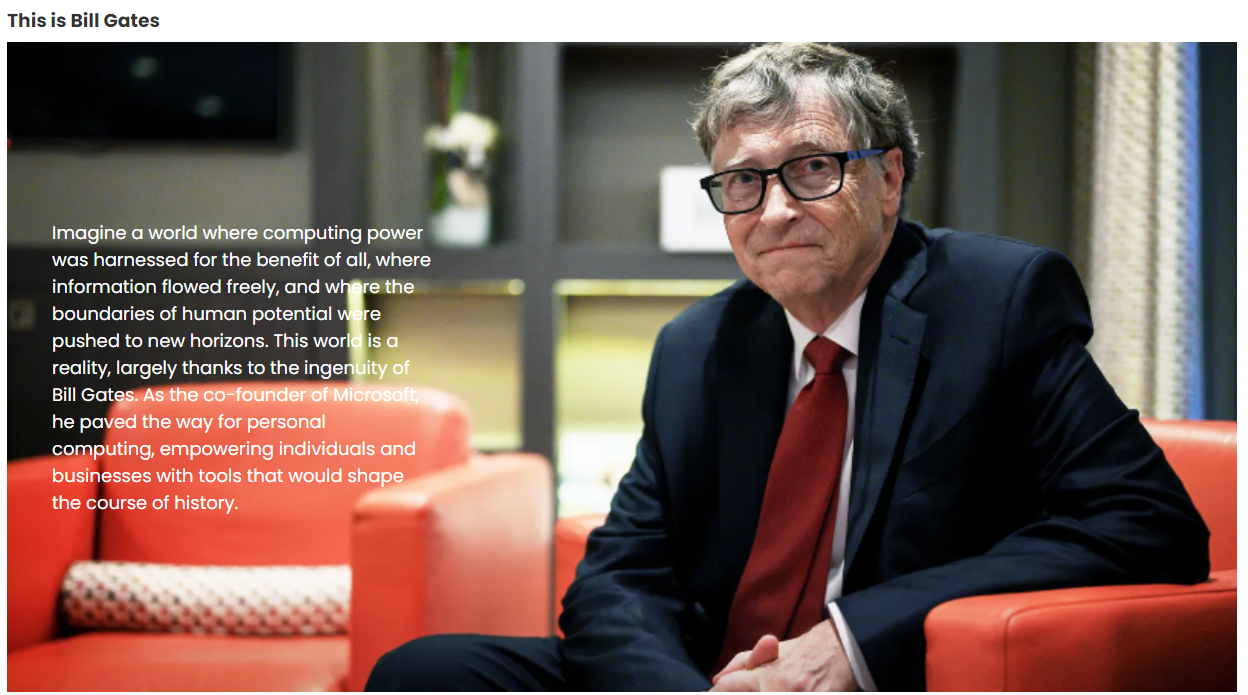 This is Bill Gates
Imagine a world where computing power
was harnessed for the benefit of all, where
information flowed freely, and where the
boundaries of human potential were
pushed to new horizons. This world is a
reality, largely thanks to the ingenuity of
Bill Gates. As the co-founder of Microsoft,
he paved the way for personal
computing, empowering individuals and
businesses with tools that would shape
the course of history.